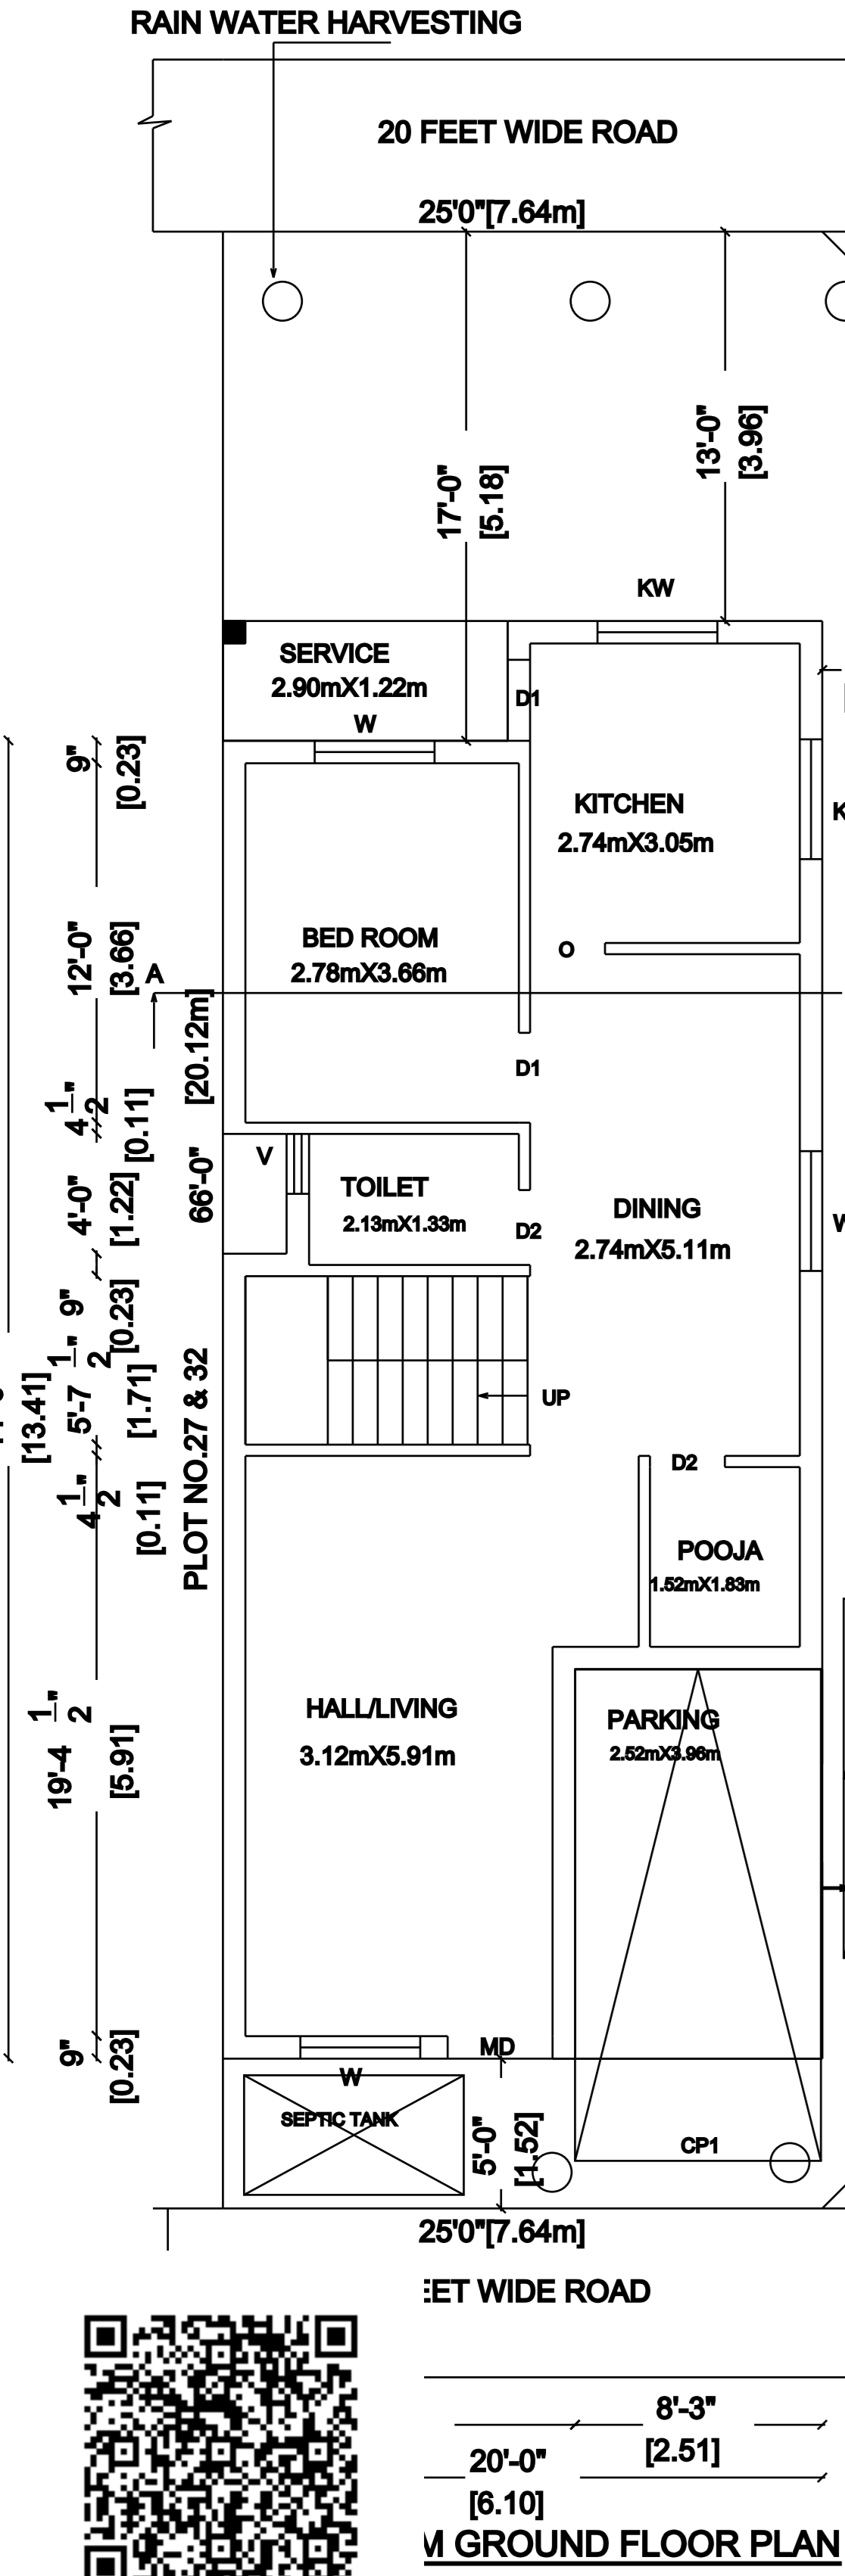 RAIN WATER HARVESTING
20 FEET WIDE ROAD
25'0"[7.64m]
13'-0"
[3.96]
17'-0"
[5.18]
KW
SERVICE
2.90mX1.22m
W
D1
9"
[0.23]
KITCHEN
2.74mX3.05m
BED ROOM
2.78mX3.66m
O
12'-0"
[3.66]
A
[20.12m]
66'-0"
D1
4 1/2"
[0.11]
V
TOILET
2.13mX1.33m
D2
4'-0"
[1.22]
DINING
2.74mX5.11m
W
9"
[0.23]
5'-7 1/2"
[1.71]
[13.41]
PLOT NO.27 & 32
UP
D2
4 1/2"
[0.11]
POOJA
1.52mX1.83m
HALL/LIVING
3.12mX5.91m
PARKING
2.52mX3.96m
19'-4 1/2"
[5.91]
9"
[0.23]
MD
W
SEPTIC TANK
5'-0"
[1.52]
CP1
25'0"[7.64m]
EET WIDE ROAD
8'-3"
[2.51]
20'-0"
[6.10]
M GROUND FLOOR PLAN